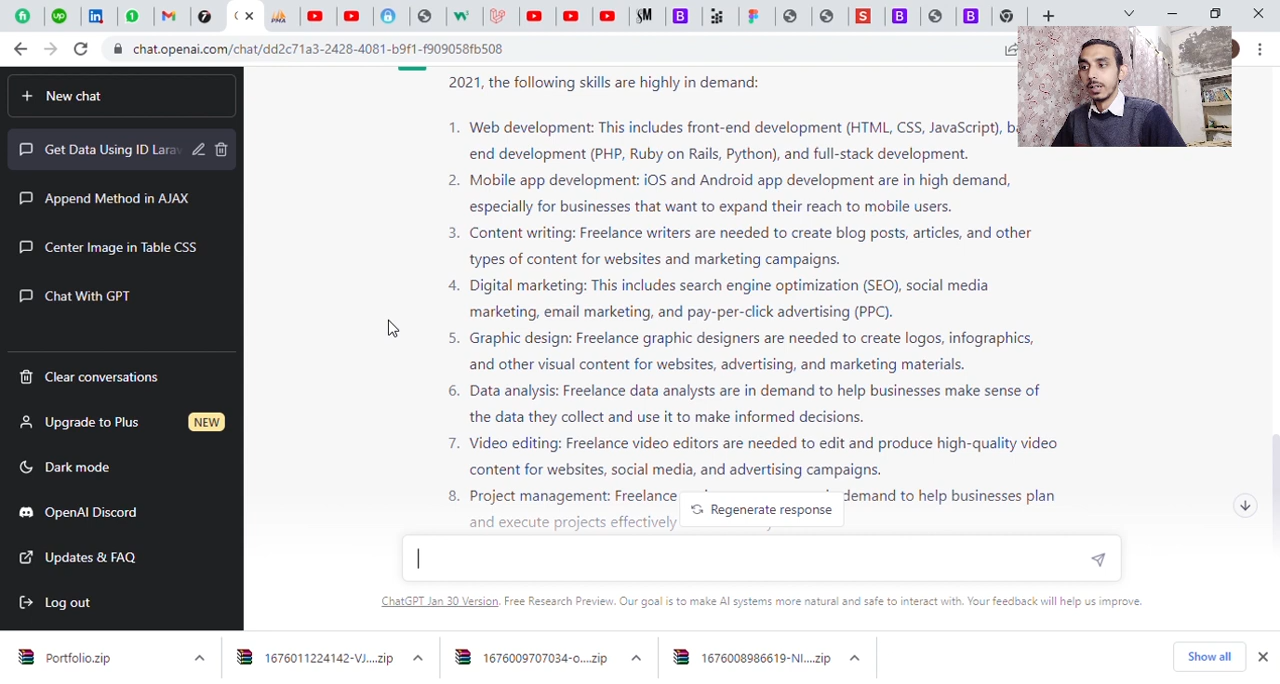 chat.openai.com/chat/dd2c71a3-2428-4081-b9f1-f909058fb508
New chat
Get Data Using ID Larav
Append Method in AJAX
Center Image in Table CSS
Chat With GPT
Clear conversations
Upgrade to Plus NEW
Dark mode
OpenAI Discord
Updates & FAQ
Log out
2021, the following skills are highly in demand:
1. Web development: This includes front-end development (HTML, CSS, JavaScript),
end development (PHP, Ruby on Rails, Python), and full-stack development.
2. Mobile app development: iOS and Android app development are in high demand,
especially for businesses that want to expand their reach to mobile users.
3. Content writing: Freelance writers are needed to create blog posts, articles, and other
types of content for websites and marketing campaigns.
4. Digital marketing: This includes search engine optimization (SEO), social media
marketing, email marketing, and pay-per-click advertising (PPC).
5. Graphic design: Freelance graphic designers are needed to create logos, infographics,
and other visual content for websites, advertising, and marketing materials.
6. Data analysis: Freelance data analysts are in demand to help businesses make sense of
the data they collect and use it to make informed decisions.
7. Video editing: Freelance video editors are needed to edit and produce high-quality video
content for websites, social media, and advertising campaigns.
8. Project management: Freelance demand to help businesses plan
and execute projects effectively
Regenerate response
ChatGPT Jan 30 Version. Free Research Preview. Our goal is to make AI systems more natural and safe to interact with. Your feedback will help us improve.
Portfolio.zip
1676011224142-VJ....zip
1676009707034-o....zip
1676008986619-NI....zip
Show all